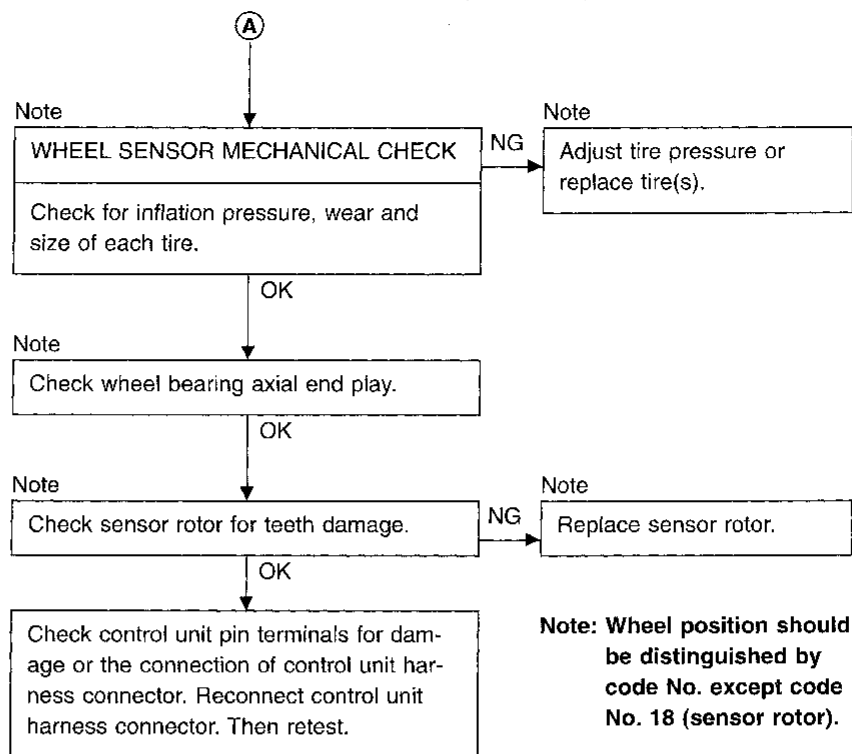 A
Note
Note
WHEEL SENSOR MECHANICAL CHECK
NG
Adjust tire pressure or
replace tire(s).
Check for inflation pressure, wear and
size of each tire.
OK
Note
Check wheel bearing axial end play.
OK
Note
Note
Check sensor rotor for teeth damage.
NG
Replace sensor rotor.
OK
Check control unit pin terminals for dam-
age or the connection of control unit har-
ness connector. Reconnect control unit
harness connector. Then retest.
Note: Wheel position should
be distinguished by
code No. except code
No. 18 (sensor rotor).